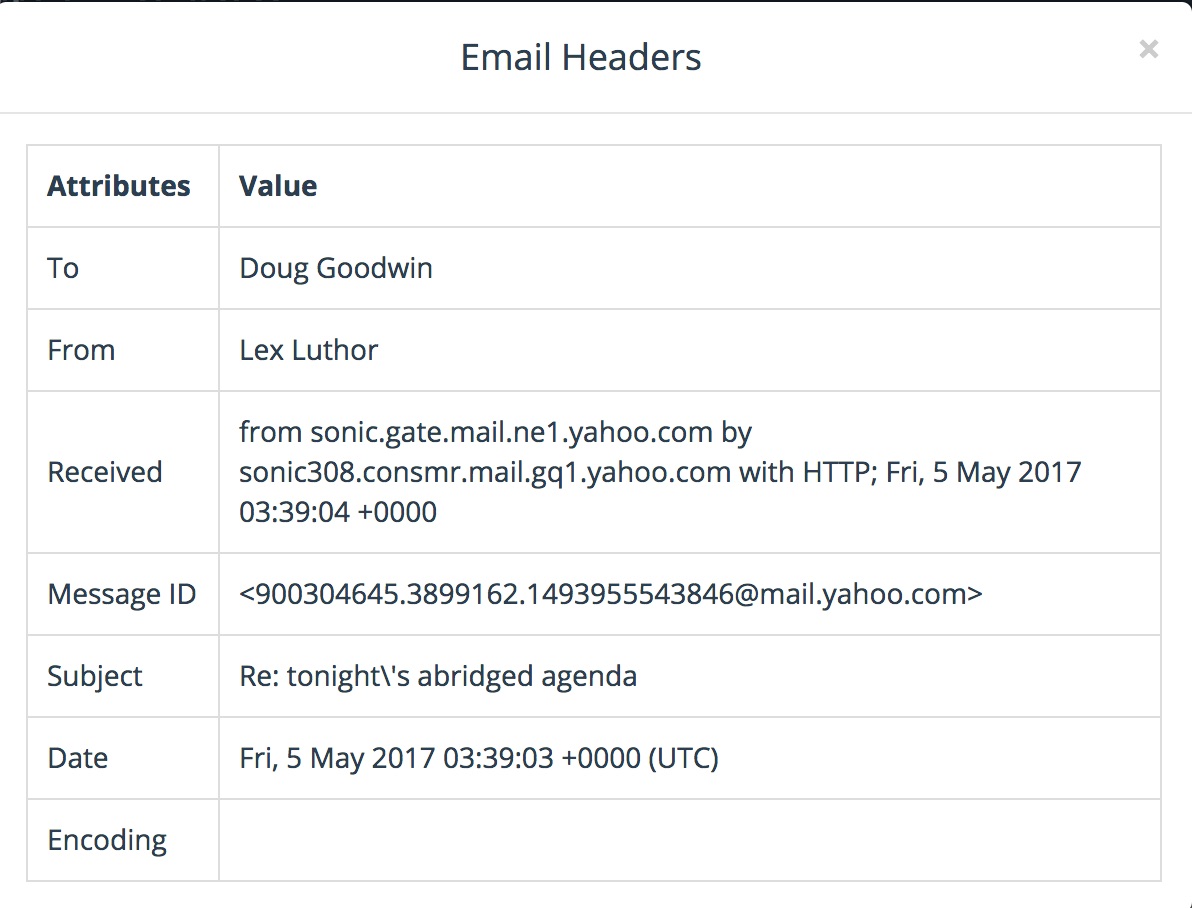 Email Headers
×
Attributes Value
To Doug Goodwin
From Lex Luthor
from sonic.gate.mail.ne1.yahoo.com by
Received sonic308.consmr.mail.gq1.yahoo.com with HTTP; Fri, 5 May 2017
03:39:04 +0000
Message ID <900304645.3899162.1493955543846@mail.yahoo.com>
Subject Re: tonight\'s abridged agenda
Date Fri, 5 May 2017 03:39:03 +0000 (UTC)
Encoding